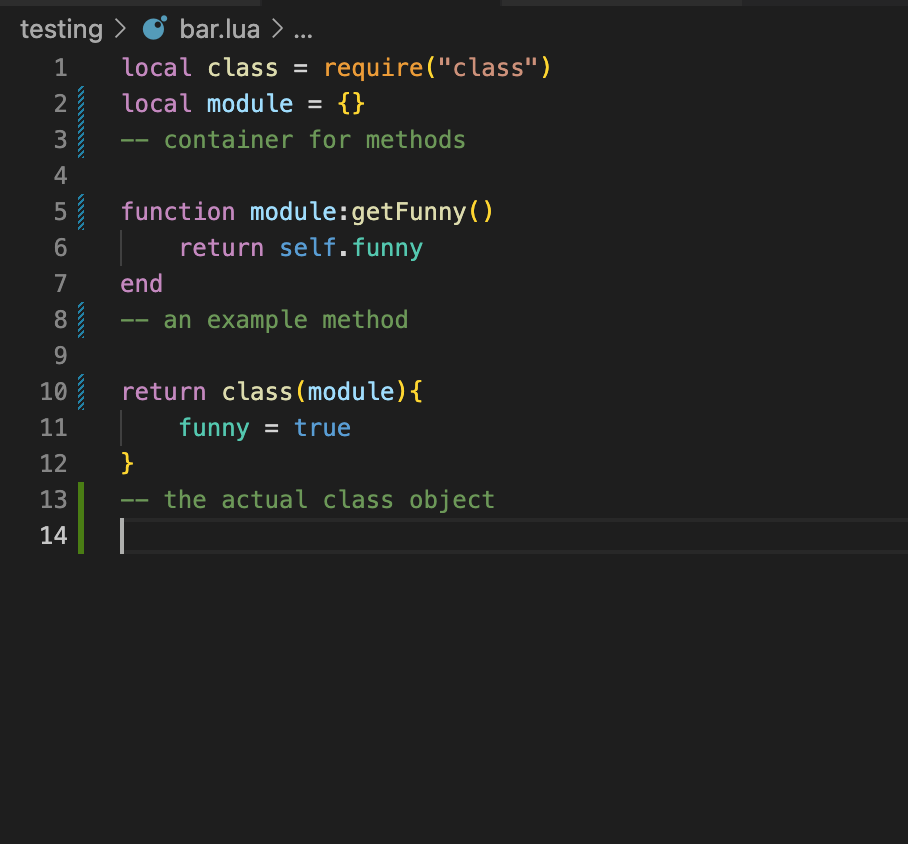 testing > bar.lua > ...
1 local class = require("class")
2 local module = {}
3 -- container for methods
4
5 function module:getFunny()
6     return self.funny
7 end
8 -- an example method
9
10 return class(module){
11     funny = true
12 }
13 -- the actual class object
14